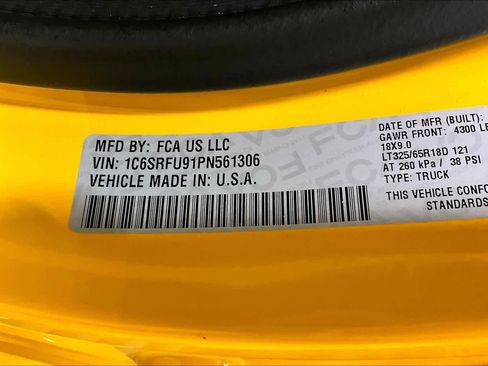 MFD BY: FCA US LLC
VIN: 1C6SRFU91PN561306
VEHICLE MADE IN: U.S.A.
DATE OF MFR (BUILT):
GAWR FRONT: 4300 LB
18X9.0
LT325/65R18D 121
AT 260 kPa / 38 PSI
TYPE: TRUCK
THIS VEHICLE CONFO
STANDARDS